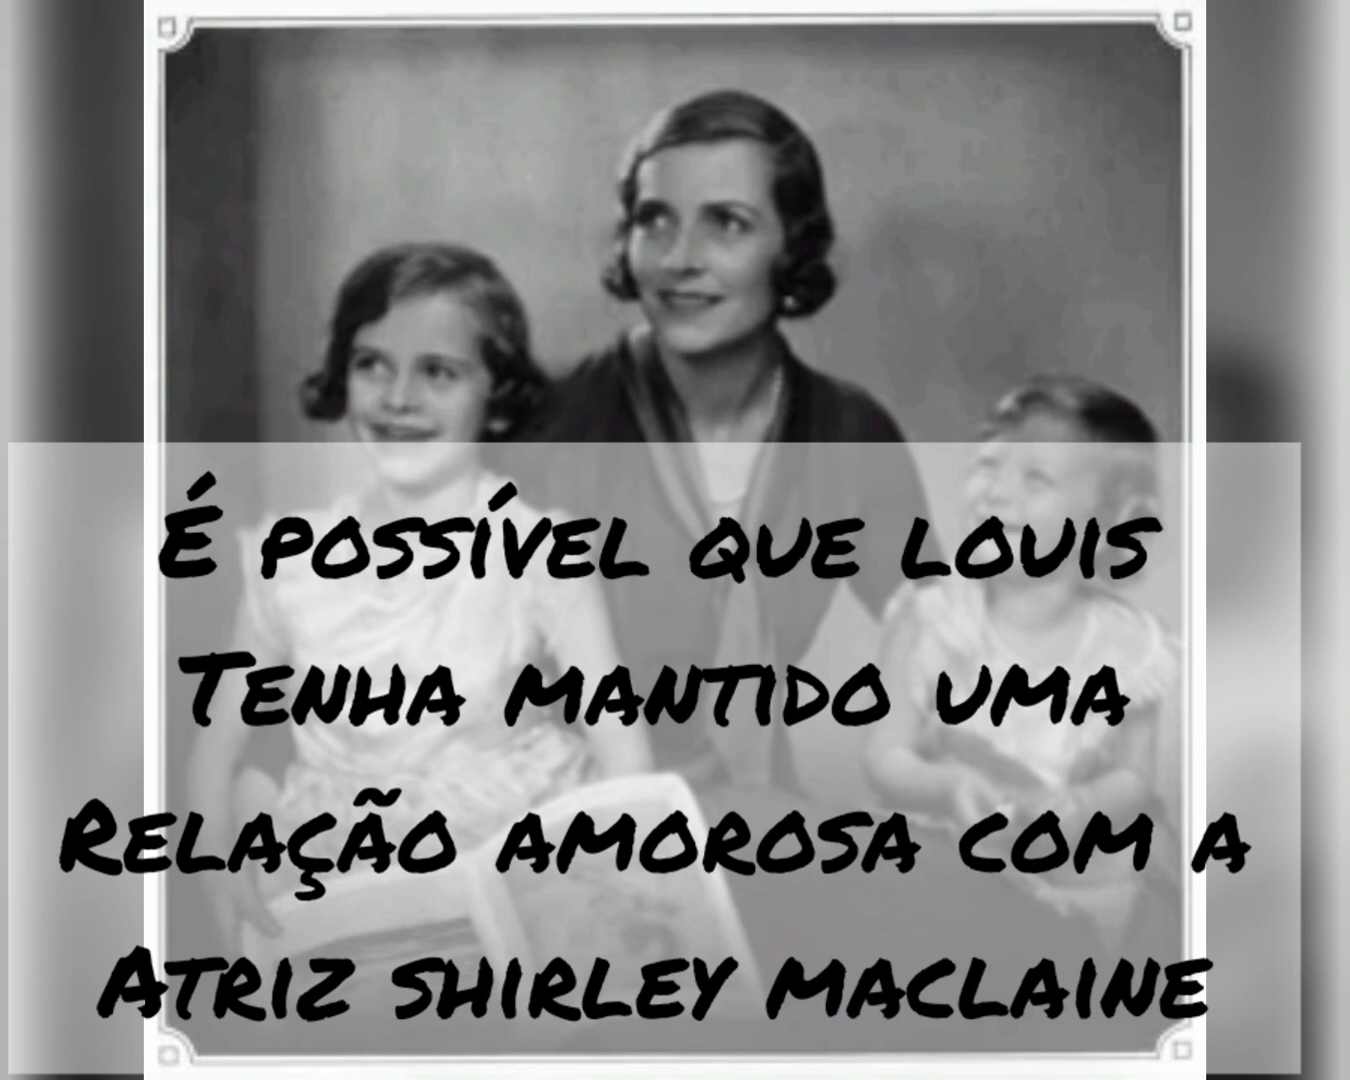 É possível que louis
Tenha mantido uma
Relação amorosa com a
Atriz shirley maclaine